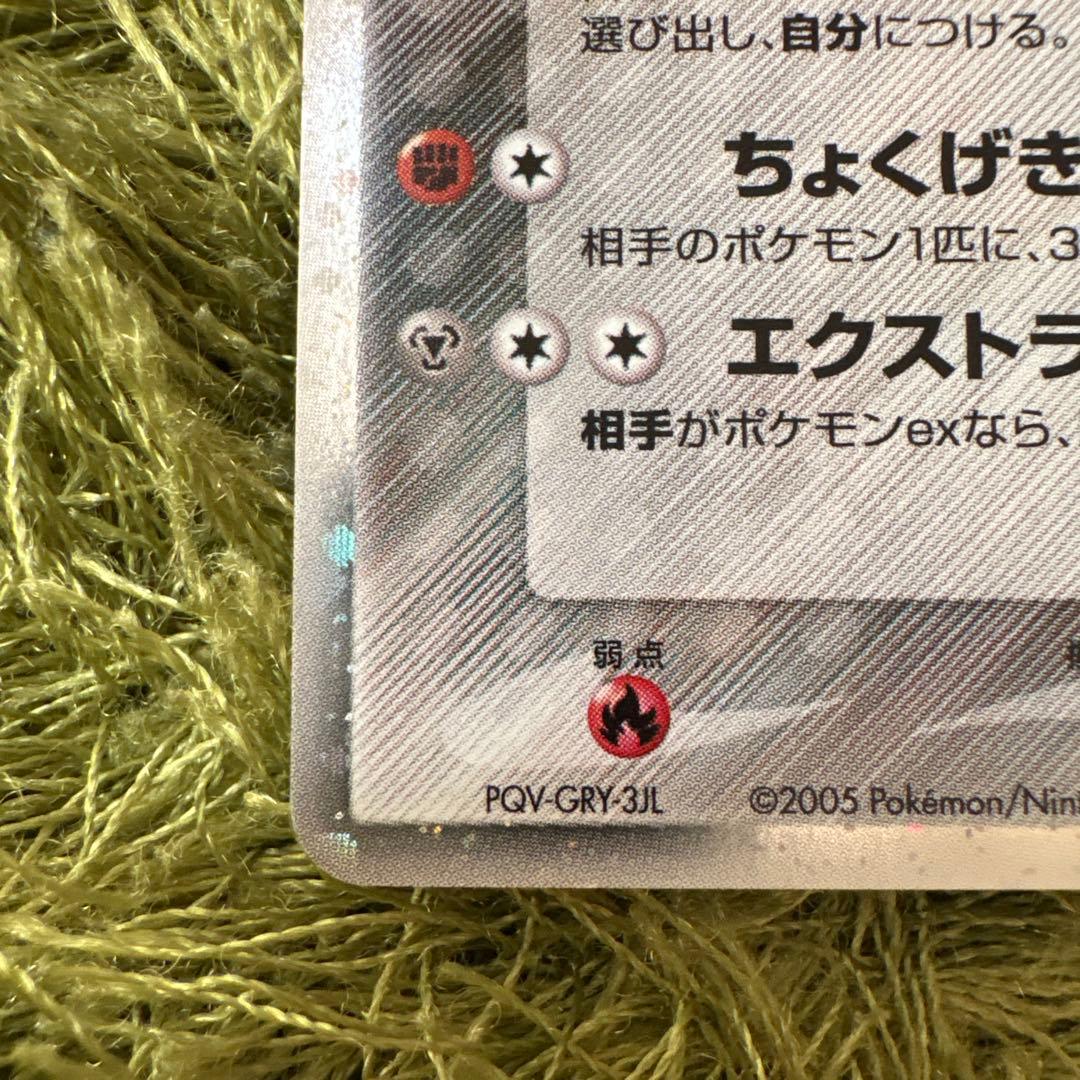 選び出し、自分につける。
ちょくげき
相手のポケモン1匹に、3
エクストラ
相手がポケモンexなら、
弱点
PQV-GRY-3JL
©2005 Pokémon/Nin